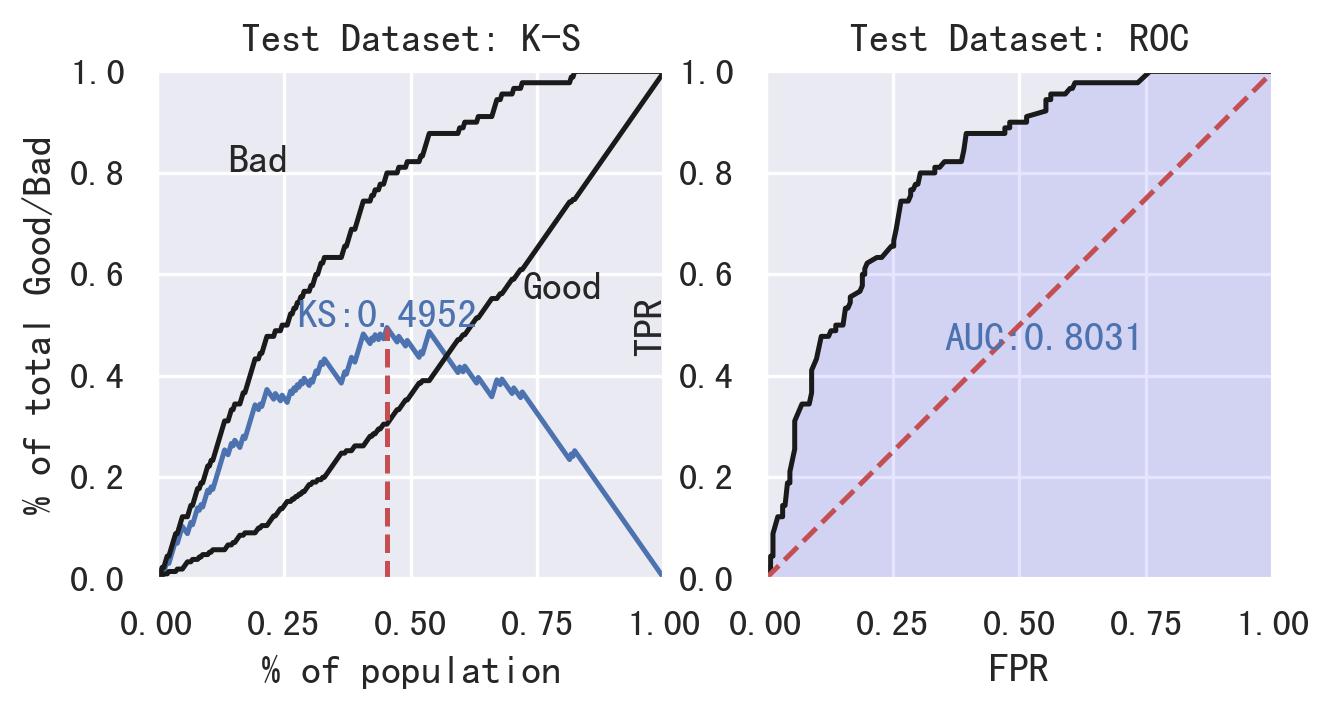 Test Dataset: K-S
% of total Good/Bad
1.0
0.8
0.6
0.4
0.2
0.0
Bad
Good
KS:0.4952
0.00 0.25 0.50 0.75 1.00
% of population
Test Dataset: ROC
TPR
1.0
0.8
0.6
0.4
0.2
0.0
AUC:0.8031
0.00 0.25 0.50 0.75 1.00
FPR